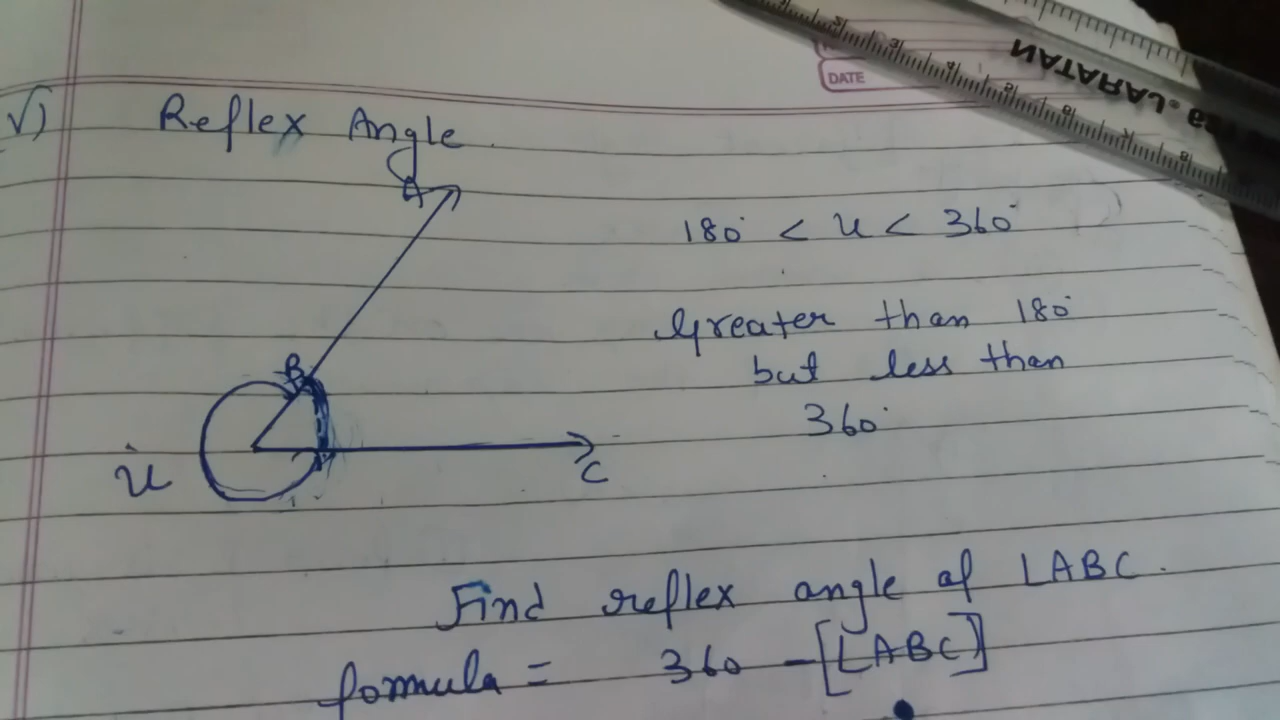 DATE
√) Reflex Angle.
A
180° < u < 360°
Greater than 180°
but less than
360°
B
u
C
Find reflex angle of ∠ABC.
formula = 360 - [∠ABC]